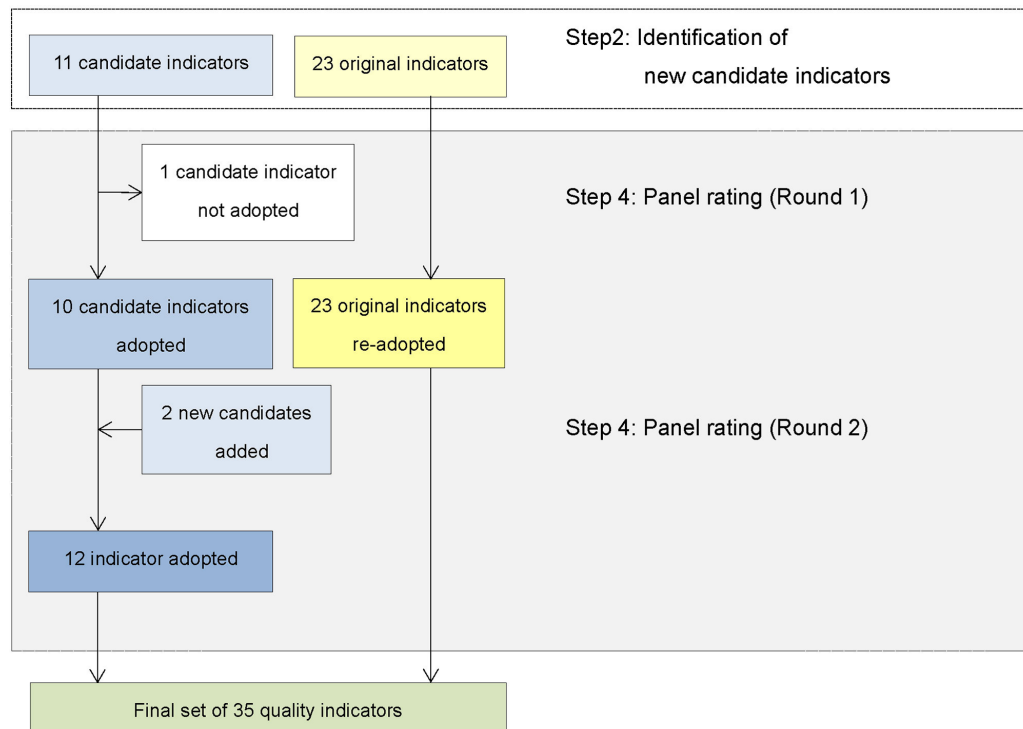 11 candidate indicators
23 original indicators
Step2: Identification of
new candidate indicators
1 candidate indicator
not adopted
Step 4: Panel rating (Round 1)
10 candidate indicators
adopted
23 original indicators
re-adopted
2 new candidates
added
Step 4: Panel rating (Round 2)
12 indicator adopted
Final set of 35 quality indicators